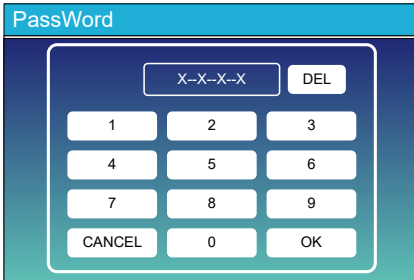 PassWord
X--X--X--X DEL
1 2 3
4 5 6
7 8 9
CANCEL 0 OK